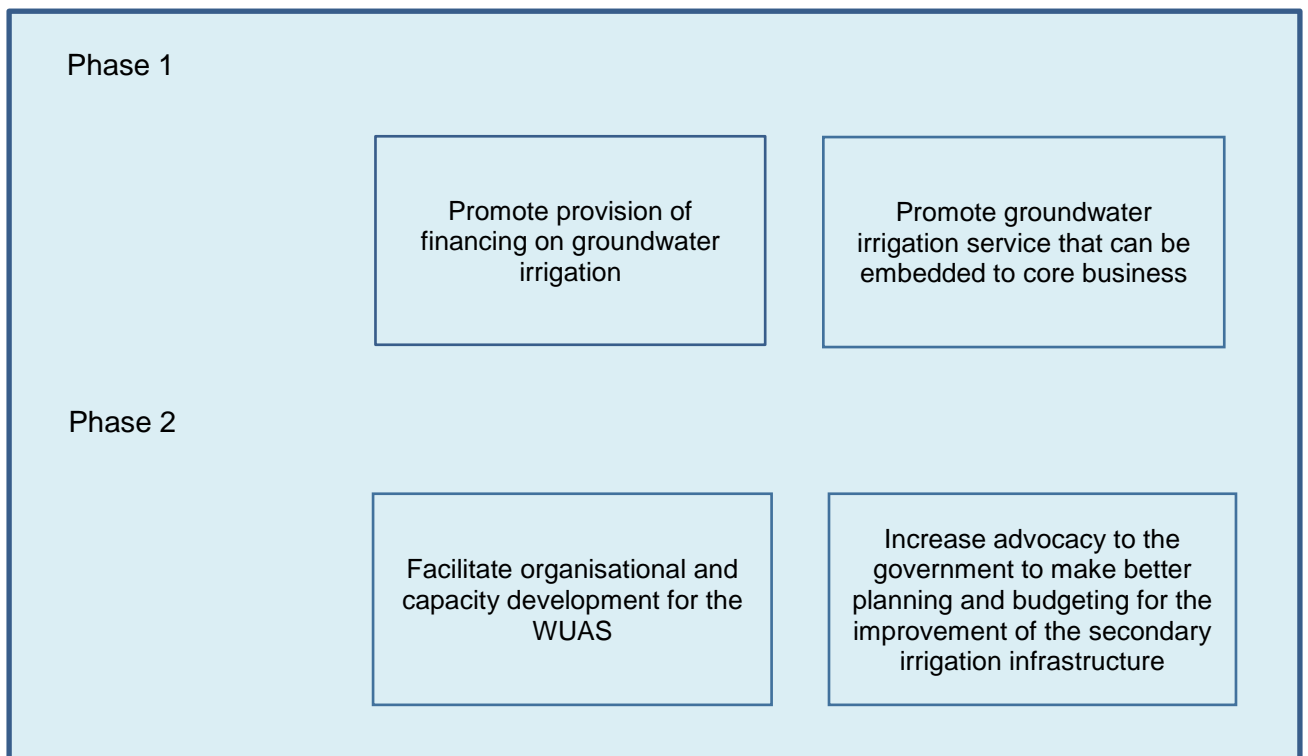 Phase 1
Promote provision of
financing on groundwater
irrigation
Promote groundwater
irrigation service that can be
embedded to core business
Phase 2
Facilitate organisational and
capacity development for the
WUAS
Increase advocacy to the
government to make better
planning and budgeting for the
improvement of the secondary
irrigation infrastructure